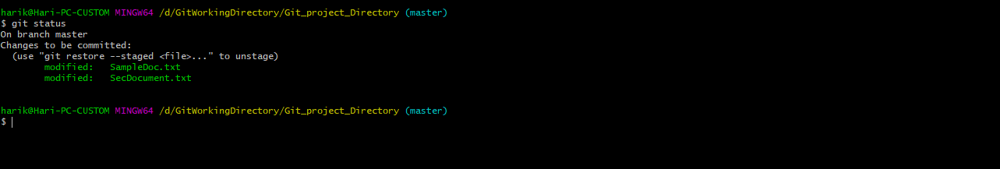 harik@Hari-PC-CUSTOM MINGW64 /d/GitWorkingDirectory/Git_project_Directory (master)
$ git status
On branch master
Changes to be committed:
  (use "git restore --staged <file>..." to unstage)
        modified:   SampleDoc.txt
        modified:   SecDocument.txt
harik@Hari-PC-CUSTOM MINGW64 /d/GitWorkingDirectory/Git_project_Directory (master)
$